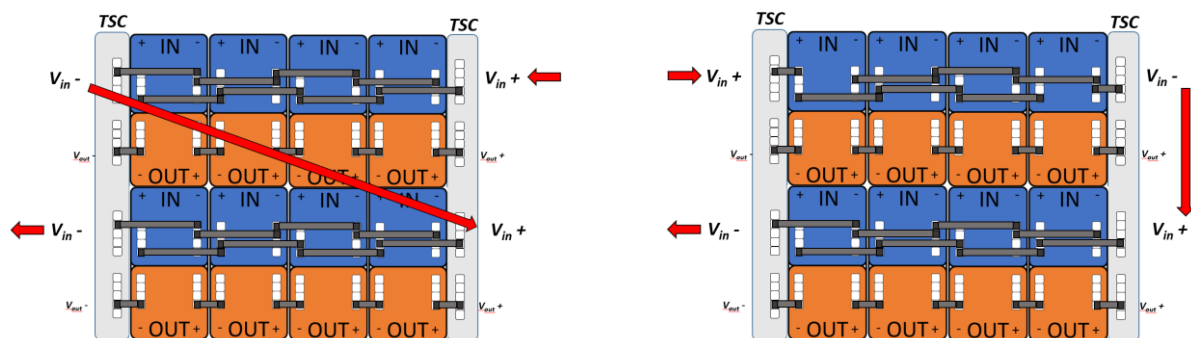 TSC TSC
+ IN - + IN - + IN - + IN -
Vin - Vin +
Vout - Vout +
- OUT + - OUT + - OUT + - OUT +
+ IN - + IN - + IN - + IN -
Vin - Vin +
Vout - Vout +
- OUT + - OUT + - OUT + - OUT +
TSC TSC
+ IN - + IN - + IN - + IN -
Vin + Vin -
Vout - Vout +
- OUT + - OUT + - OUT + - OUT +
+ IN - + IN - + IN - + IN -
Vin - Vin +
Vout - Vout +
- OUT + - OUT + - OUT + - OUT +